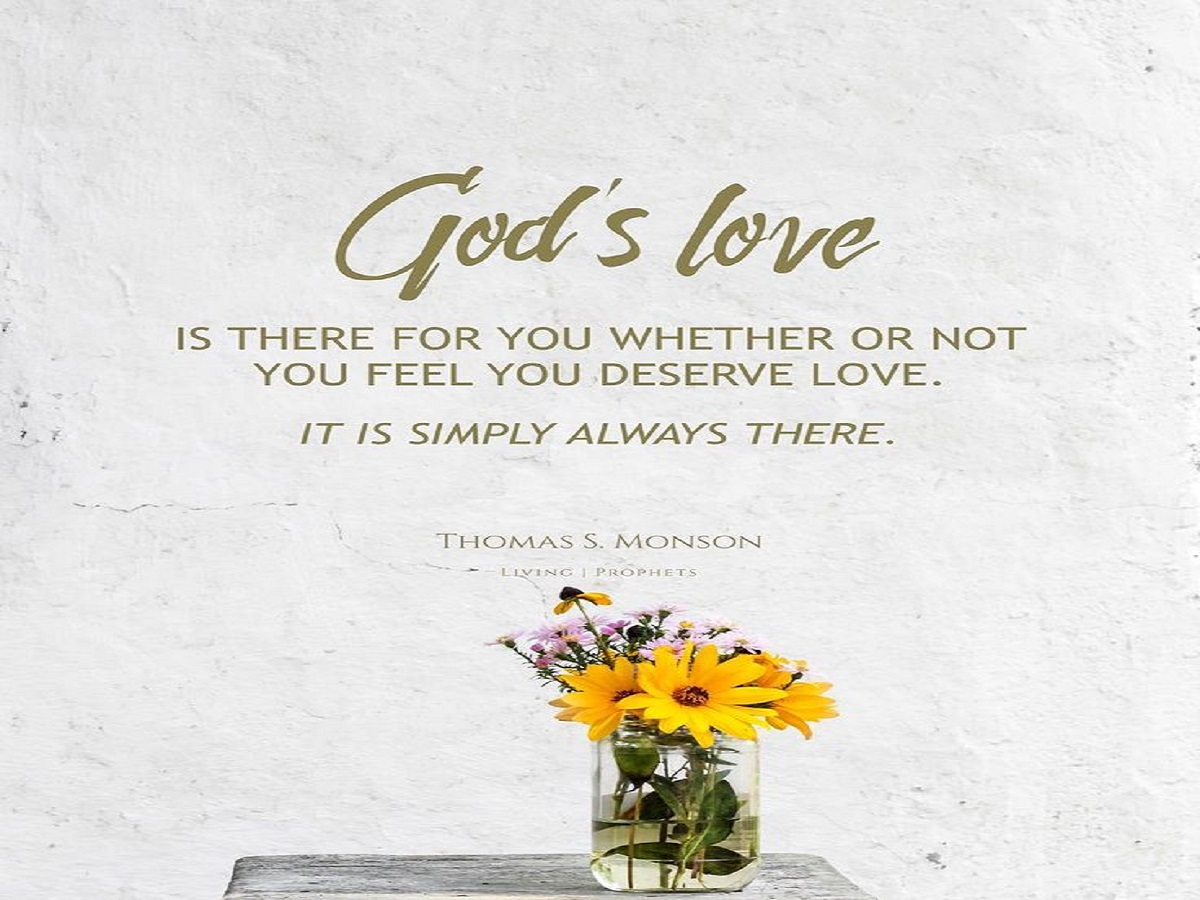 God's love
IS THERE FOR YOU WHETHER OR NOT
YOU FEEL YOU DESERVE LOVE.
IT IS SIMPLY ALWAYS THERE.
THOMAS S. MONSON
LIVING | PROPHETS